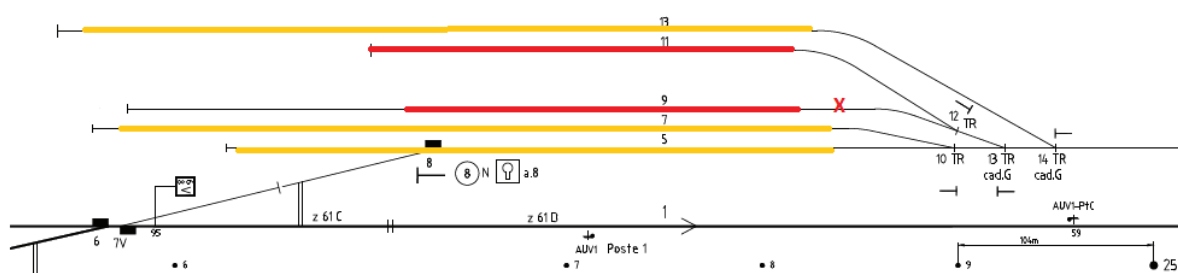 13
11
9
X
12 TR
7
5
8
8 N a.8
10 TR 13 TR 14 TR
cad.G cad.G
z 61 C z 61 D 1
AUV1-PtC
6 7V 95
AUV1 Poste 1
59
104m
6 7 8 9 25